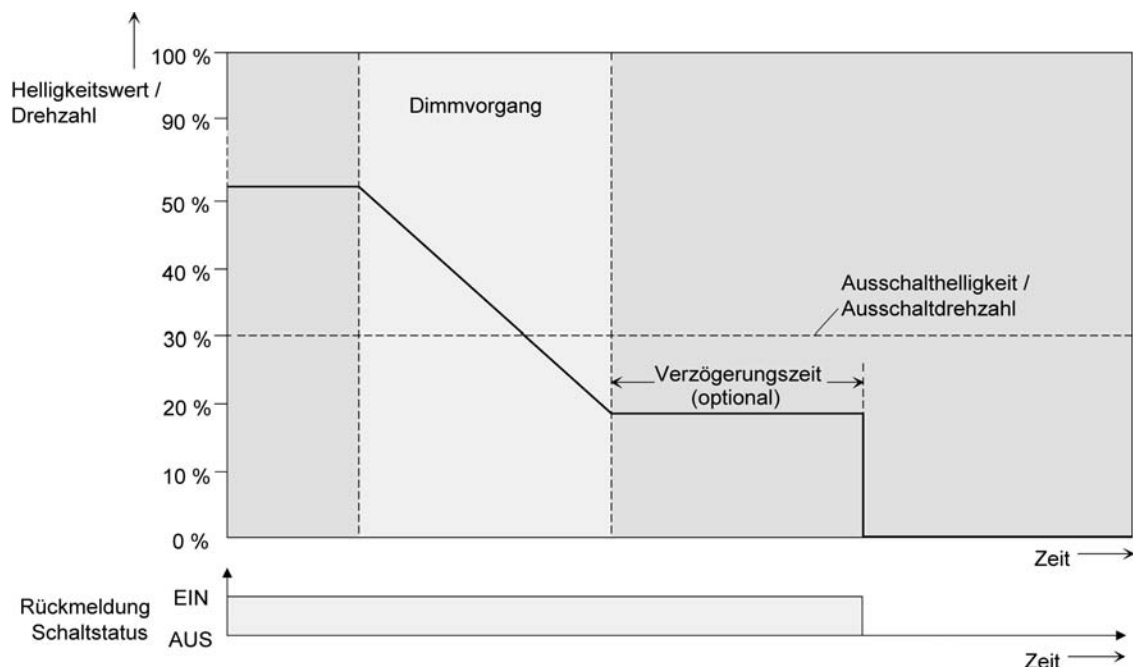 100 %
Helligkeitswert /
Drehzahl
Dimmvorgang
90 %
50 %
40 %
Ausschalthelligkeit /
Ausschaltdrehzahl
30 %
Verzögerungszeit
(optional)
20 %
10 %
0 %
Zeit
Rückmeldung
Schaltstatus
EIN
AUS
Zeit